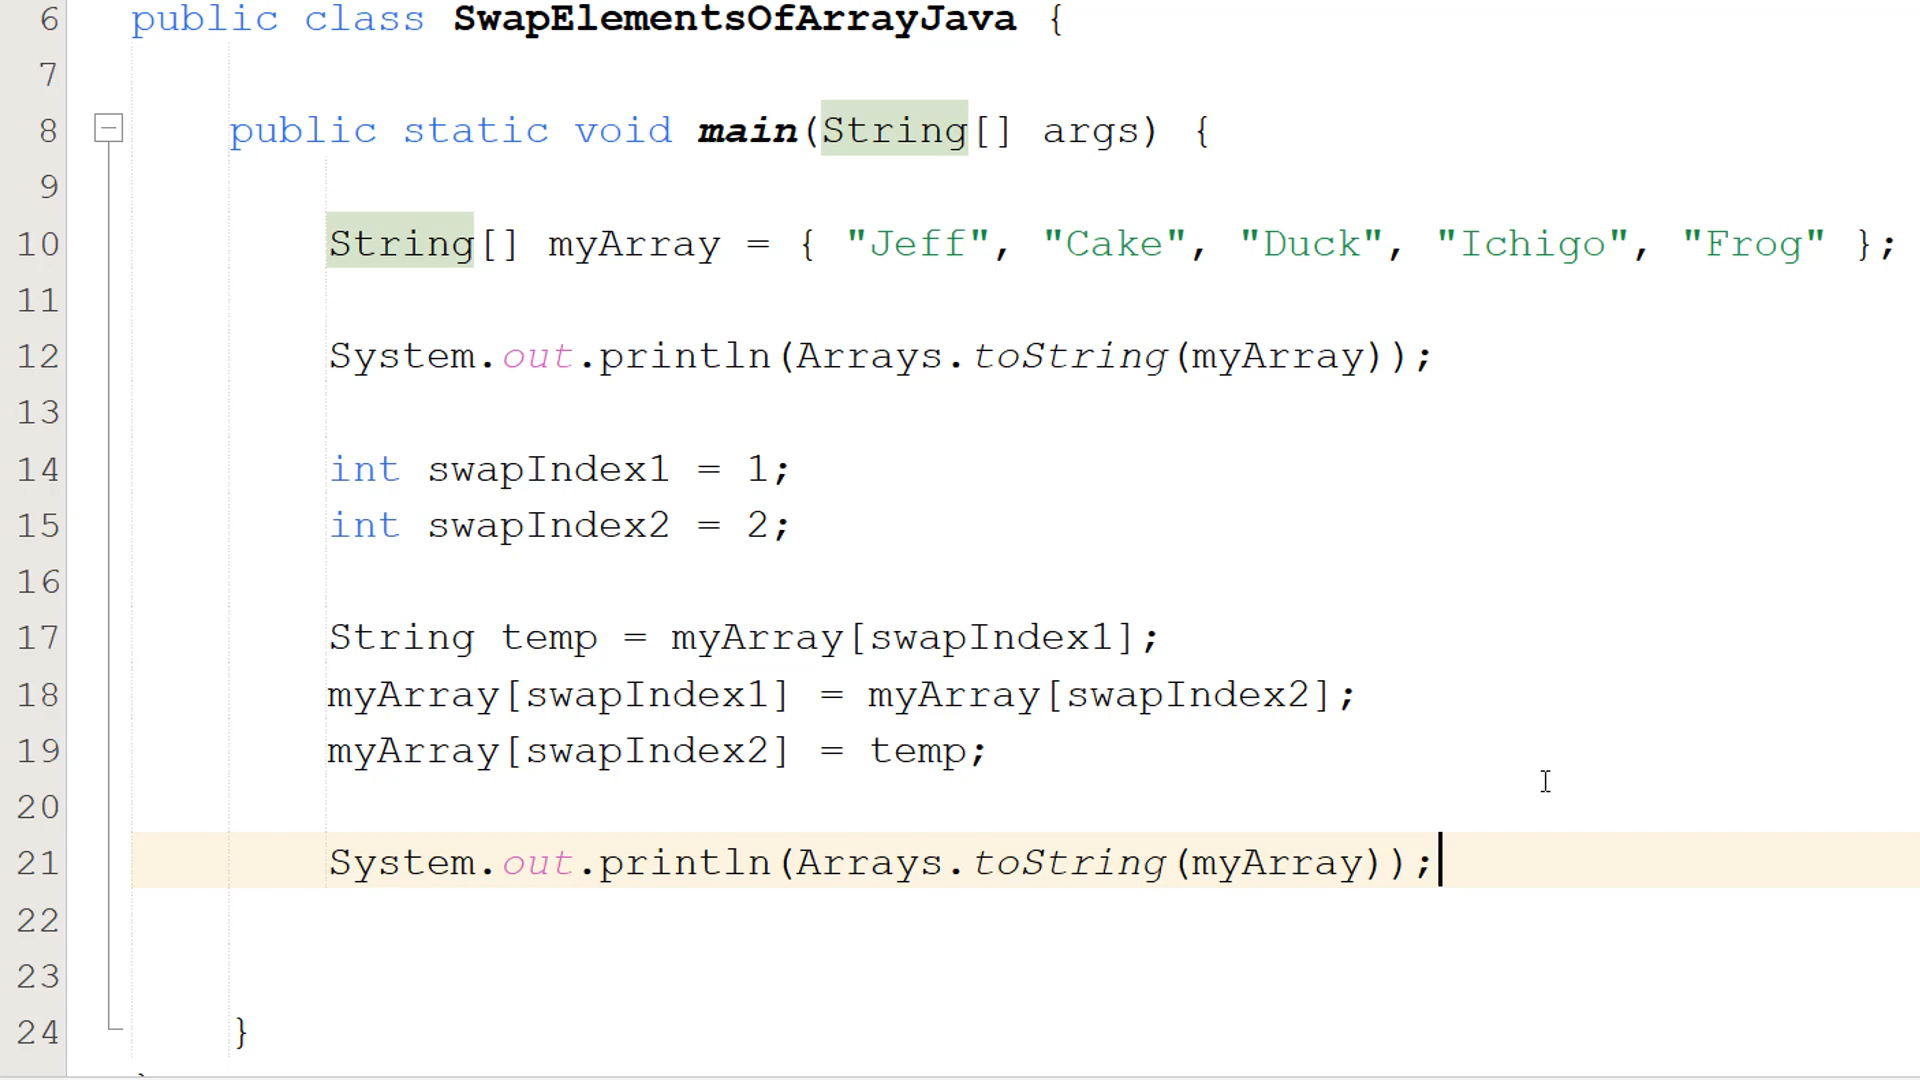 6 public class SwapElementsOfArrayJava {
7
8 public static void main(String[] args) {
9
10 String[] myArray = { "Jeff", "Cake", "Duck", "Ichigo", "Frog" };
11
12 System.out.println(Arrays.toString(myArray));
13
14 int swapIndex1 = 1;
15 int swapIndex2 = 2;
16
17 String temp = myArray[swapIndex1];
18 myArray[swapIndex1] = myArray[swapIndex2];
19 myArray[swapIndex2] = temp;
20
21 System.out.println(Arrays.toString(myArray));
22
23
24 }